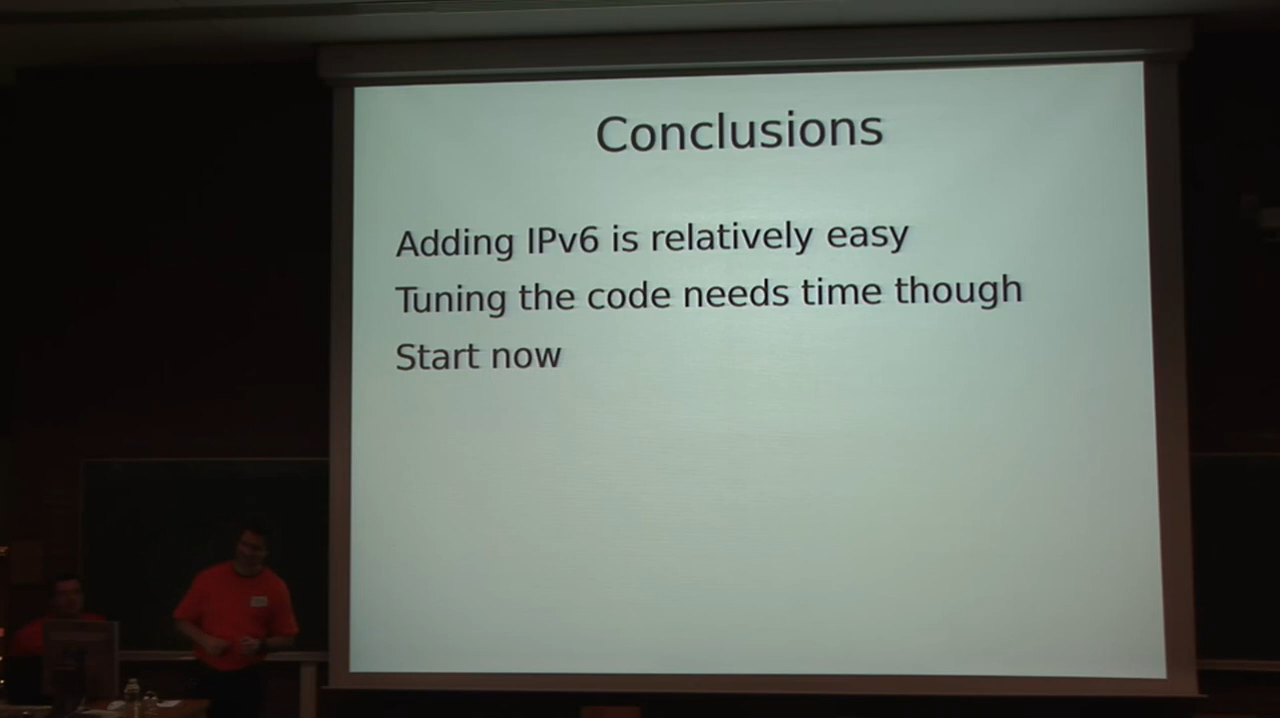 Conclusions
Adding IPv6 is relatively easy
Tuning the code needs time though
Start now